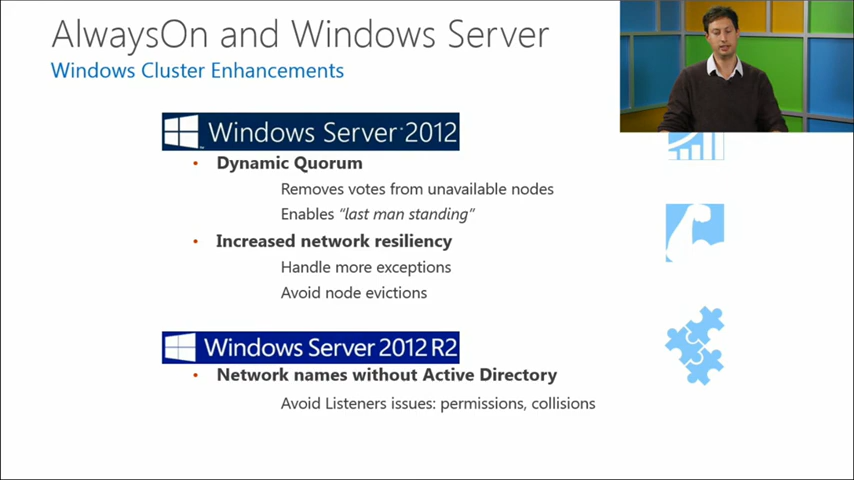 AlwaysOn and Windows Server
Windows Cluster Enhancements
Windows Server 2012
• Dynamic Quorum
Removes votes from unavailable nodes
Enables “last man standing”
• Increased network resiliency
Handle more exceptions
Avoid node evictions
Windows Server 2012 R2
• Network names without Active Directory
Avoid Listeners issues: permissions, collisions